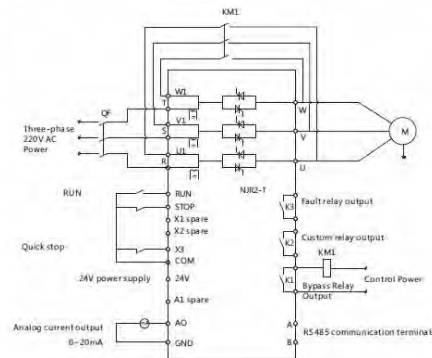 KM1
W1
T
W
QF
V1
Three-phase
220V AC
Power
S
V
M
U1
R
U
NJR2-T
RUN
RUN
STOP
K3
Fault relay output
X1 spare
X2 spare
K2
Custom relay output
Quick stop
X3
COM
KM1
24V power supply
24V
K1
Control Power
Bypass Relay
Output
A1 spare
Analog current output
AO
A
RS485 communication terminals
0~20mA
GND
B